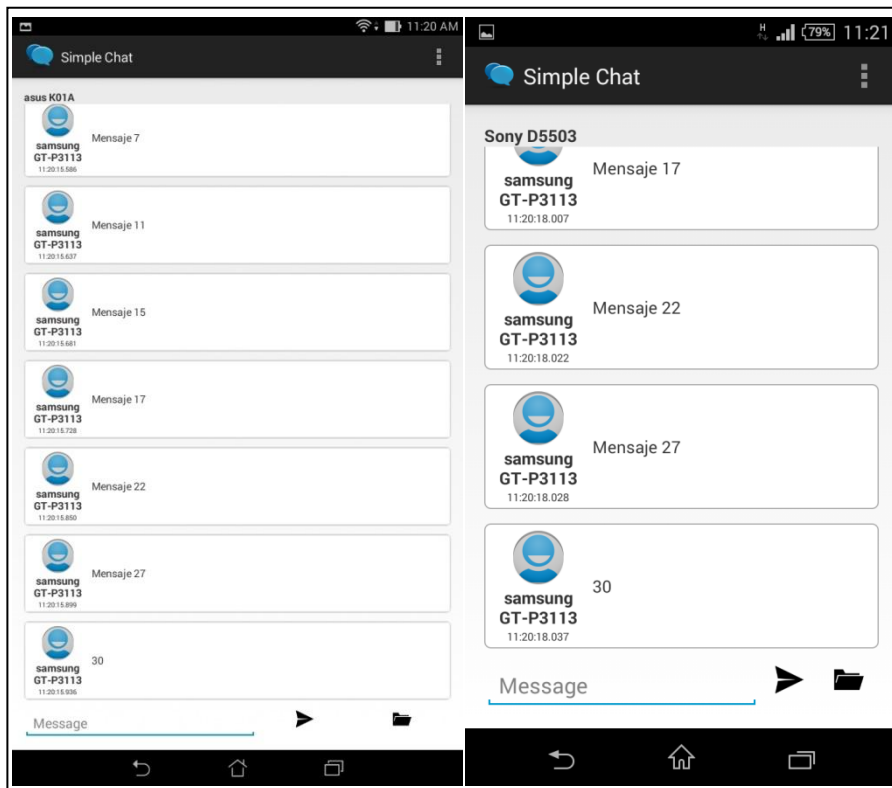 11:20 AM
Simple Chat
asus K01A
samsung
GT-P3113
11:20:15.586
Mensaje 7
samsung
GT-P3113
11:20:15.637
Mensaje 11
samsung
GT-P3113
11:20:15.681
Mensaje 15
samsung
GT-P3113
11:20:15.728
Mensaje 17
samsung
GT-P3113
11:20:15.850
Mensaje 22
samsung
GT-P3113
11:20:15.899
Mensaje 27
samsung
GT-P3113
11:20:15.936
30
Message
H 79% 11:21
Simple Chat
Sony D5503
samsung
GT-P3113
11:20:18.007
Mensaje 17
samsung
GT-P3113
11:20:18.022
Mensaje 22
samsung
GT-P3113
11:20:18.028
Mensaje 27
samsung
GT-P3113
11:20:18.037
30
Message